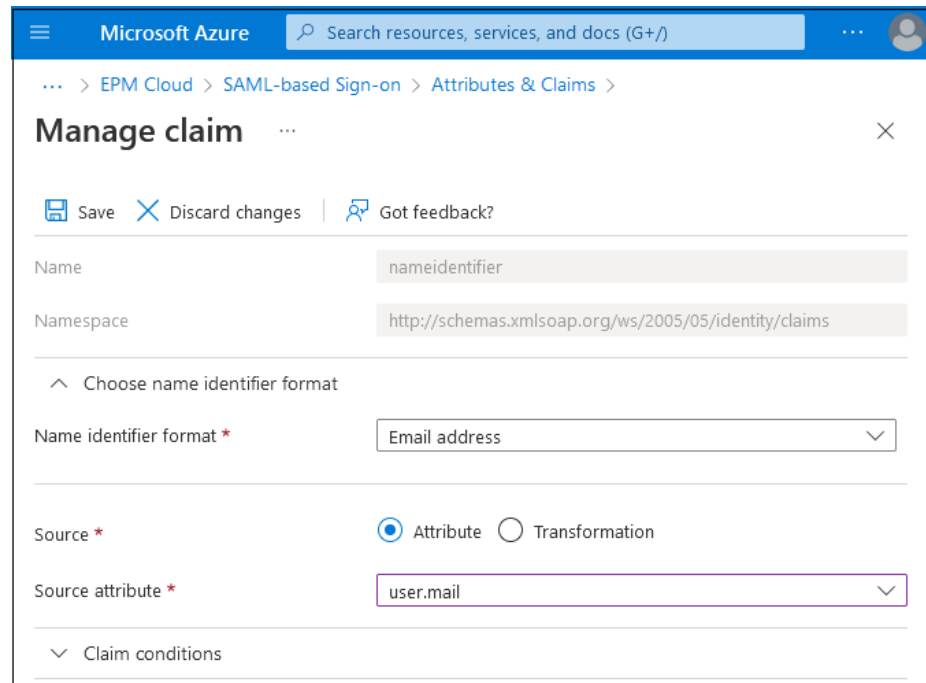 Microsoft Azure
Search resources, services, and docs (G+/)
...
... > EPM Cloud > SAML-based Sign-on > Attributes & Claims >
Manage claim ...
Save Discard changes Got feedback?
Name nameidentifier
Namespace http://schemas.xmlsoap.org/ws/2005/05/identity/claims
Choose name identifier format
Name identifier format * Email address
Source * Attribute Transformation
Source attribute * user.mail
Claim conditions